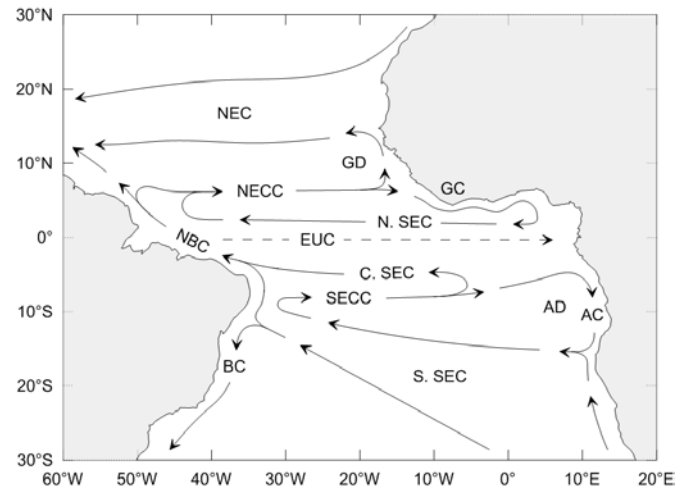 30°N
20°N
NEC
GD
10°N
GC
NECC
N. SEC
NBC
0°
EUC
C. SEC
SECC
AD
AC
10°S
BC
S. SEC
20°S
30°S
60°W 50°W 40°W 30°W 20°W 10°W 0° 10°E 20°E